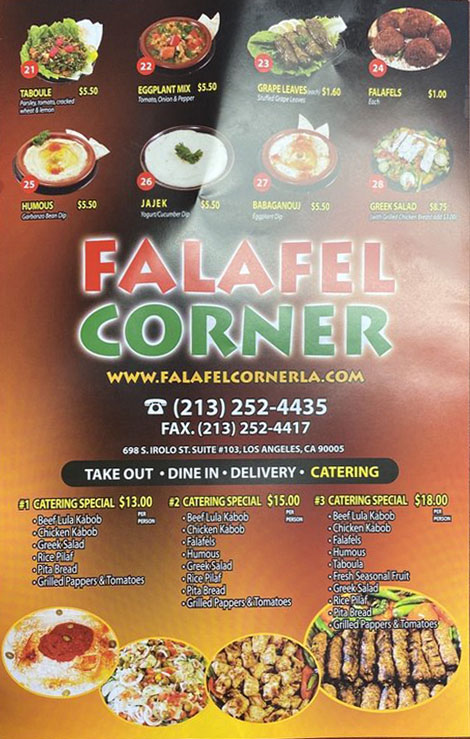 21
TABOULE $5.50
Parsley, tomato, cracked
wheat & lemon
22
EGGPLANT MIX $5.50
Tomato, Onion & Pepper
23
GRAPE LEAVES(each) $1.60
Stuffed Grape Leaves
24
FALAFELS $1.00
Each
25
HUMOUS $5.50
Garbanzo Bean Dip
26
JAJEK $5.50
Yogurt/Cucumber Dip
27
BABAGANOUJ $5.50
Eggplant Dip
28
GREEK SALAD $8.75
(with Grilled Chicken Breast add $3.00)
FALAFEL
CORNER
WWW.FALAFELCORNERLA.COM
☎ (213) 252-4435
FAX. (213) 252-4417
698 S. IROLO ST. SUITE #103, LOS ANGELES, CA 90005
TAKE OUT • DINE IN • DELIVERY • CATERING
#1 CATERING SPECIAL $13.00
PER
PERSON
• Beef Lula Kabob
• Chicken Kabob
• Greek Salad
• Rice Pilaf
• Pita Bread
• Grilled Pappers & Tomatoes
#2 CATERING SPECIAL $15.00
PER
PERSON
• Beef Lula Kabob
• Chicken Kabob
• Falafels
• Humous
• Greek Salad
• Rice Pilaf
• Pita Bread
• Grilled Pappers & Tomatoes
#3 CATERING SPECIAL $18.00
PER
PERSON
• Beef Lula Kabob
• Chicken Kabob
• Falafels
• Humous
• Taboula
• Fresh Seasonal Fruit
• Greek Salad
• Rice Pilaf
• Pita Bread
• Grilled Pappers & Tomatoes